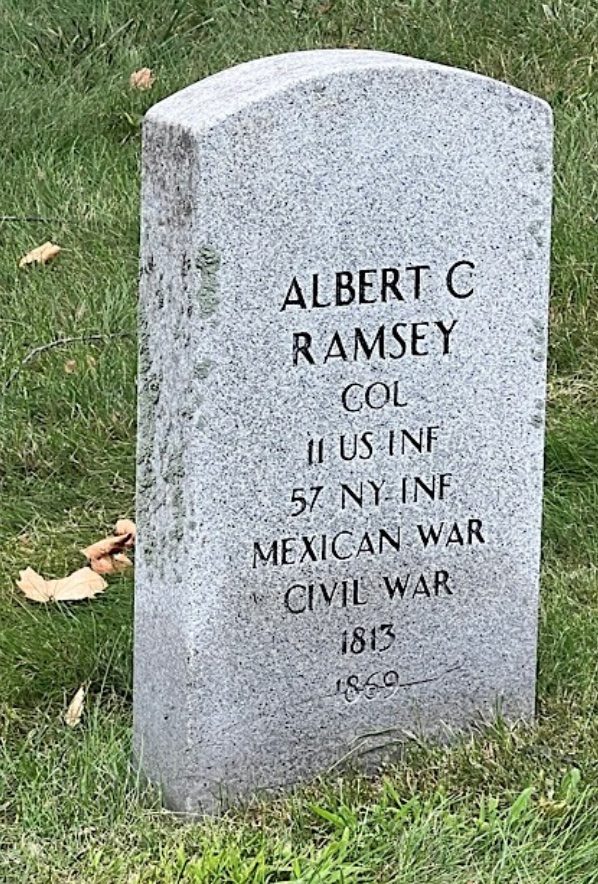 ALBERT C
RAMSEY
COL
11 US INF
57 NY INF
MEXICAN WAR
CIVIL WAR
1813
1869